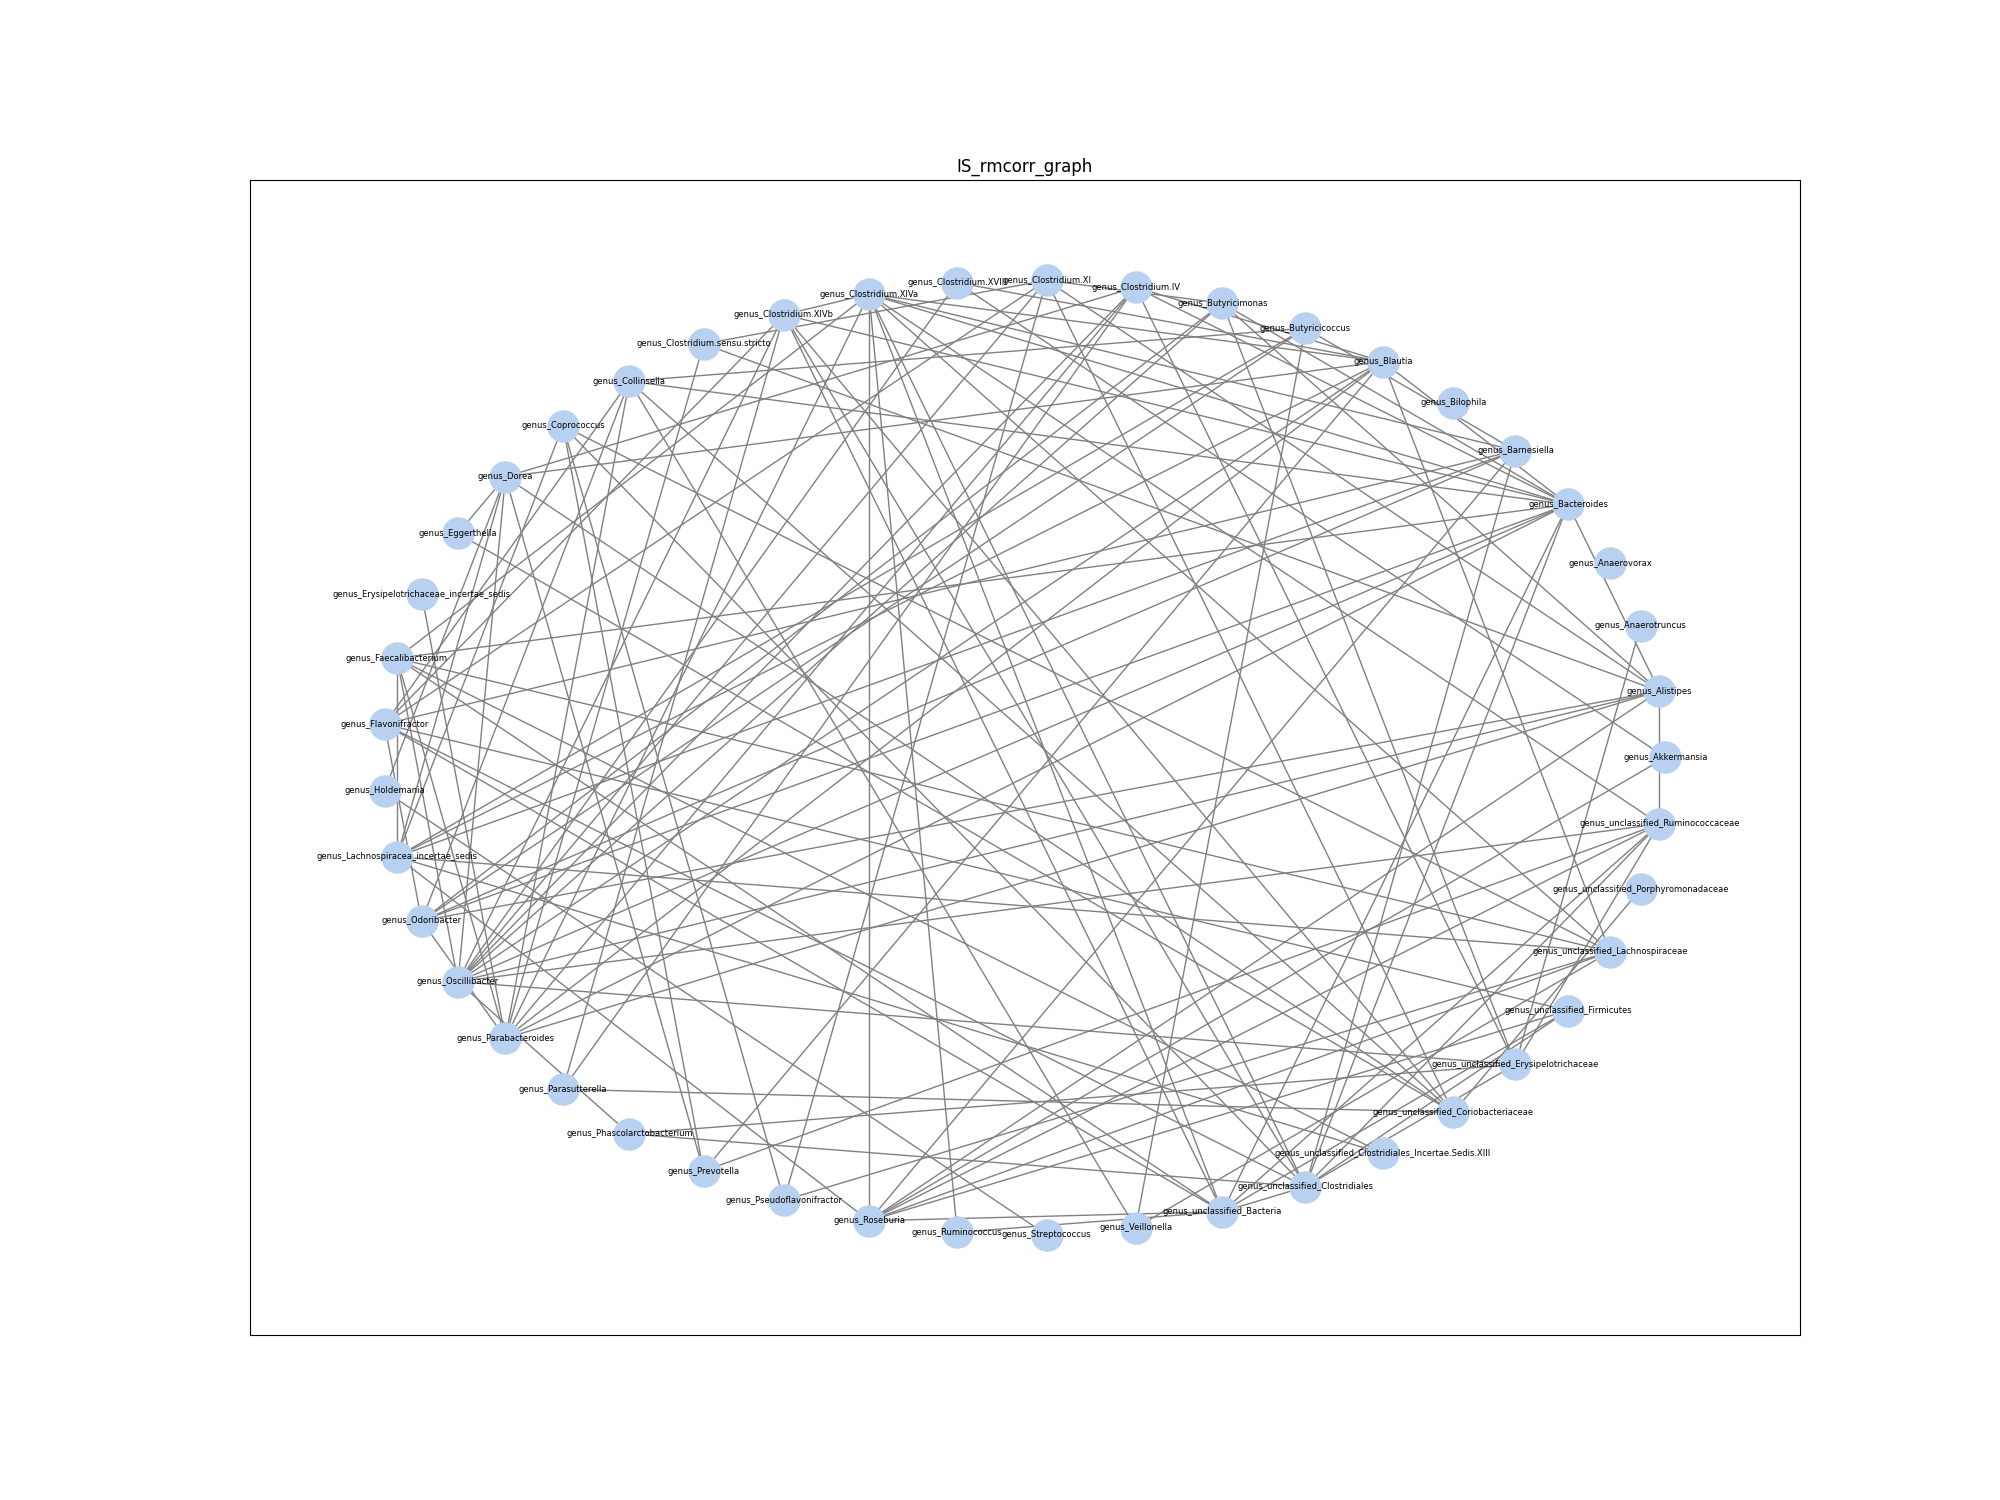 IS_rmcorr_graph
genus_Clostridium.XI
genus_Clostridium.XVIII
genus_Clostridium.IV
genus_Clostridium.XIVa
genus_Butyricimonas
genus_Clostridium.XIVb
genus_Butyricicoccus
genus_Clostridium.sensu.stricto
genus_Blautia
genus_Collinsella
genus_Bilophila
genus_Coprococcus
genus_Barnesiella
genus_Dorea
genus_Bacteroides
genus_Eggerthella
genus_Anaerovorax
genus_Erysipelotrichaceae_incertae_sedis
genus_Anaerotruncus
genus_Faecalibacterium
genus_Alistipes
genus_Flavonifractor
genus_Akkermansia
genus_Holdemania
genus_unclassified_Ruminococcaceae
genus_Lachnospiracea_incertae_sedis
genus_unclassified_Porphyromonadaceae
genus_Odoribacter
genus_unclassified_Lachnospiraceae
genus_Oscillibacter
genus_unclassified_Firmicutes
genus_Parabacteroides
genus_unclassified_Erysipelotrichaceae
genus_Parasutterella
genus_unclassified_Coriobacteriaceae
genus_Phascolarctobacterium
genus_unclassified_Clostridiales_Incertae.Sedis.XIII
genus_Prevotella
genus_unclassified_Clostridiales
genus_Pseudoflavonifractor
genus_unclassified_Bacteria
genus_Roseburia
genus_Veillonella
genus_Ruminococcus
genus_Streptococcus